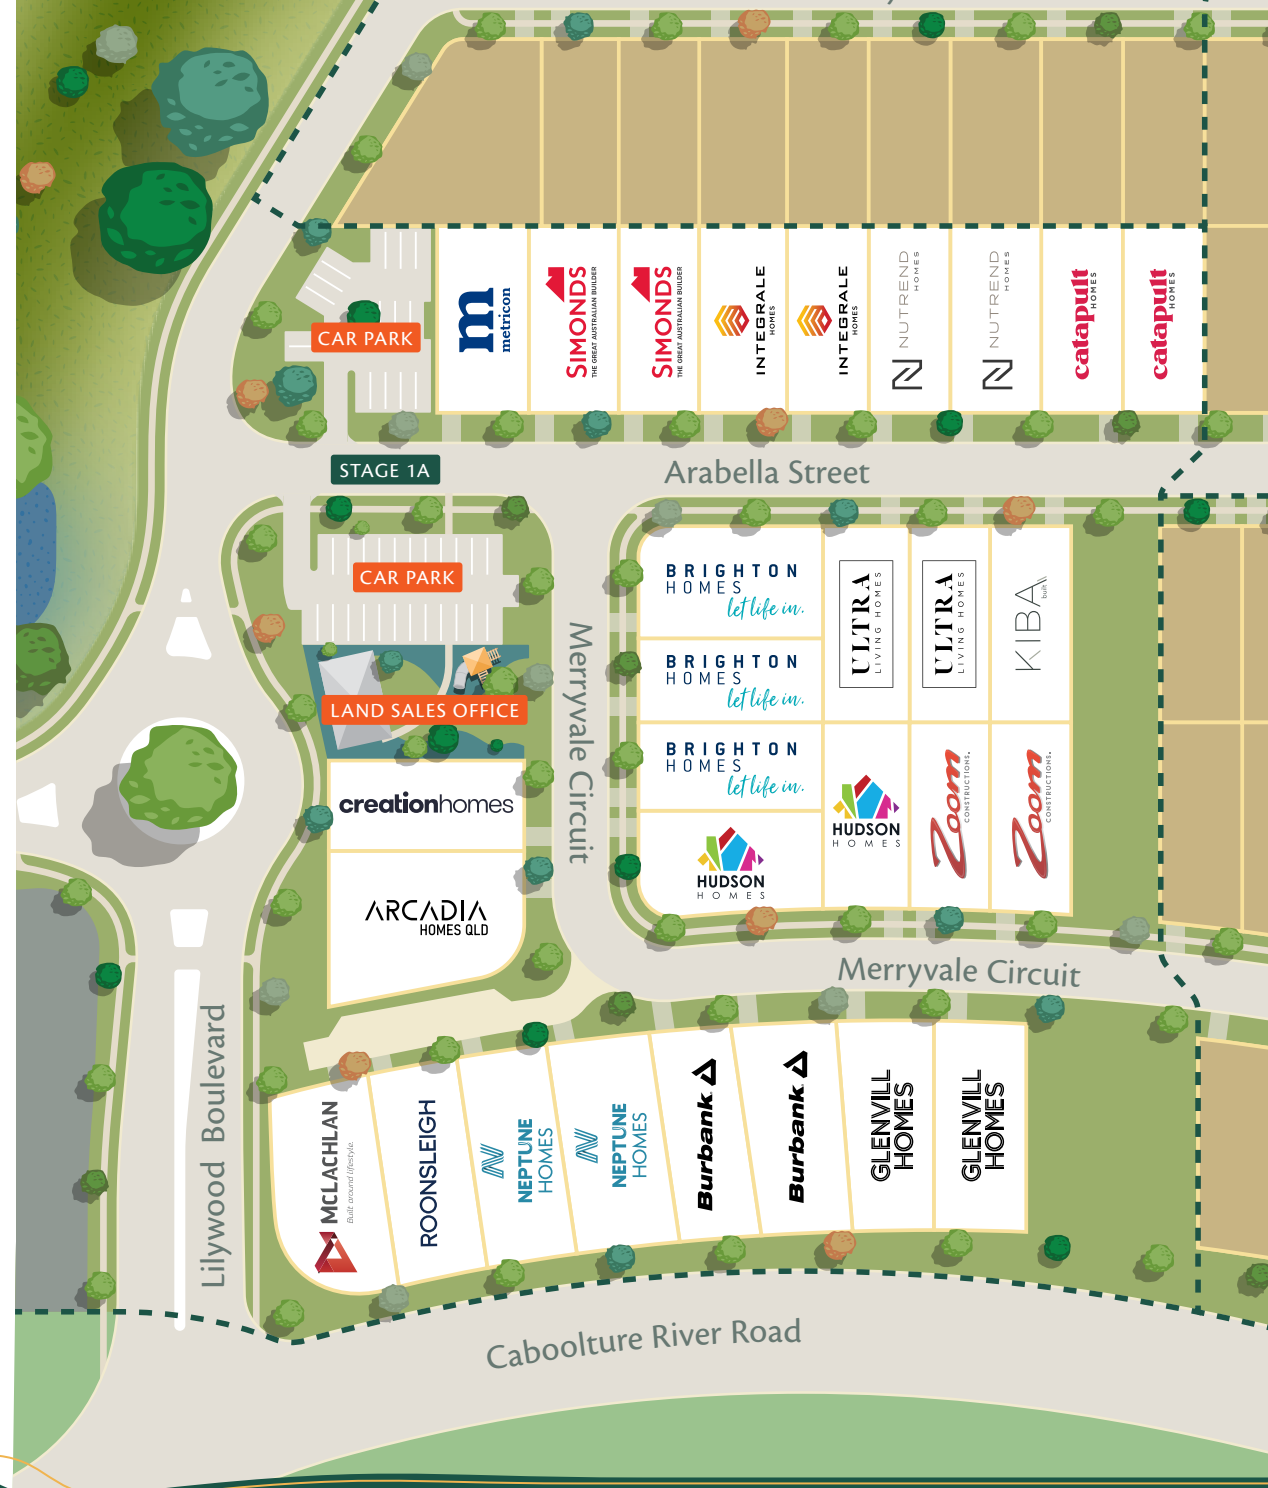 m
metricon
SIMONDS
THE GREAT AUSTRALIAN BUILDER
SIMONDS
THE GREAT AUSTRALIAN BUILDER
INTEGRALE
HOMES
INTEGRALE
HOMES
NUTREND
HOMES
NUTREND
HOMES
catapult
HOMES
catapult
HOMES
CAR PARK
STAGE 1A
Arabella Street
CAR PARK
LAND SALES OFFICE
Merryvale Circuit
BRIGHTON
HOMES
let life in.
BRIGHTON
HOMES
let life in.
BRIGHTON
HOMES
let life in.
ULTRA
LIVING HOMES
ULTRA
LIVING HOMES
KIBA
built
HUDSON
HOMES
HUDSON
HOMES
Zoom
CONSTRUCTIONS.
Zoom
CONSTRUCTIONS.
creationhomes
ARCADIA
HOMES QLD
Merryvale Circuit
Lilywood Boulevard
MCLACHLAN
Built around lifestyle.
ROONSLEIGH
NEPTUNE
HOMES
NEPTUNE
HOMES
Burbank
Burbank
GLENVILL
HOMES
GLENVILL
HOMES
Caboolture River Road